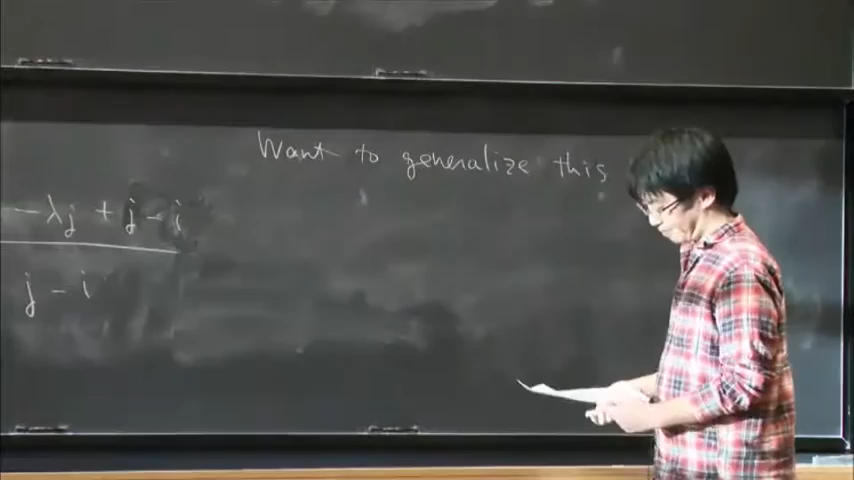 Want to generalize this
- λj + j - i
j - i